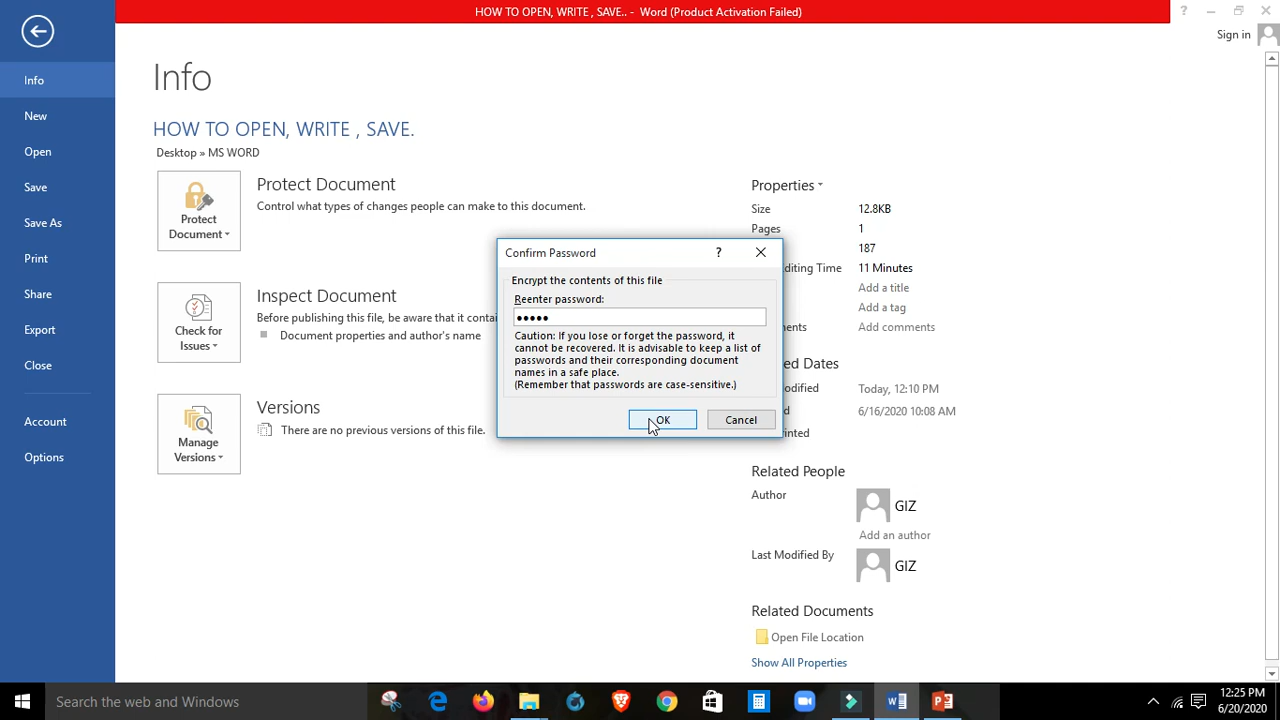 HOW TO OPEN, WRITE , SAVE.. - Word (Product Activation Failed)
Sign in
Info
New
Open
Save
Save As
Print
Share
Export
Close
Account
Options
Info
HOW TO OPEN, WRITE , SAVE.
Desktop » MS WORD
Protect
Document
Protect Document
Control what types of changes people can make to this document.
Check for
Issues
Inspect Document
Before publishing this file, be aware that it contai
Document properties and author's name
Manage
Versions
Versions
There are no previous versions of this file.
Confirm Password
?
Encrypt the contents of this file
Reenter password:
•••••
Caution: If you lose or forget the password, it
cannot be recovered. It is advisable to keep a list of
passwords and their corresponding document
names in a safe place.
(Remember that passwords are case-sensitive.)
OK
Cancel
Properties
Size 12.8KB
Pages 1
187
diting Time 11 Minutes
Add a title
Add a tag
ments Add comments
d Dates
odified Today, 12:10 PM
d 6/16/2020 10:08 AM
inted
Related People
Author GIZ
Add an author
Last Modified By GIZ
Related Documents
Open File Location
Show All Properties
Search the web and Windows
12:25 PM
6/20/2020